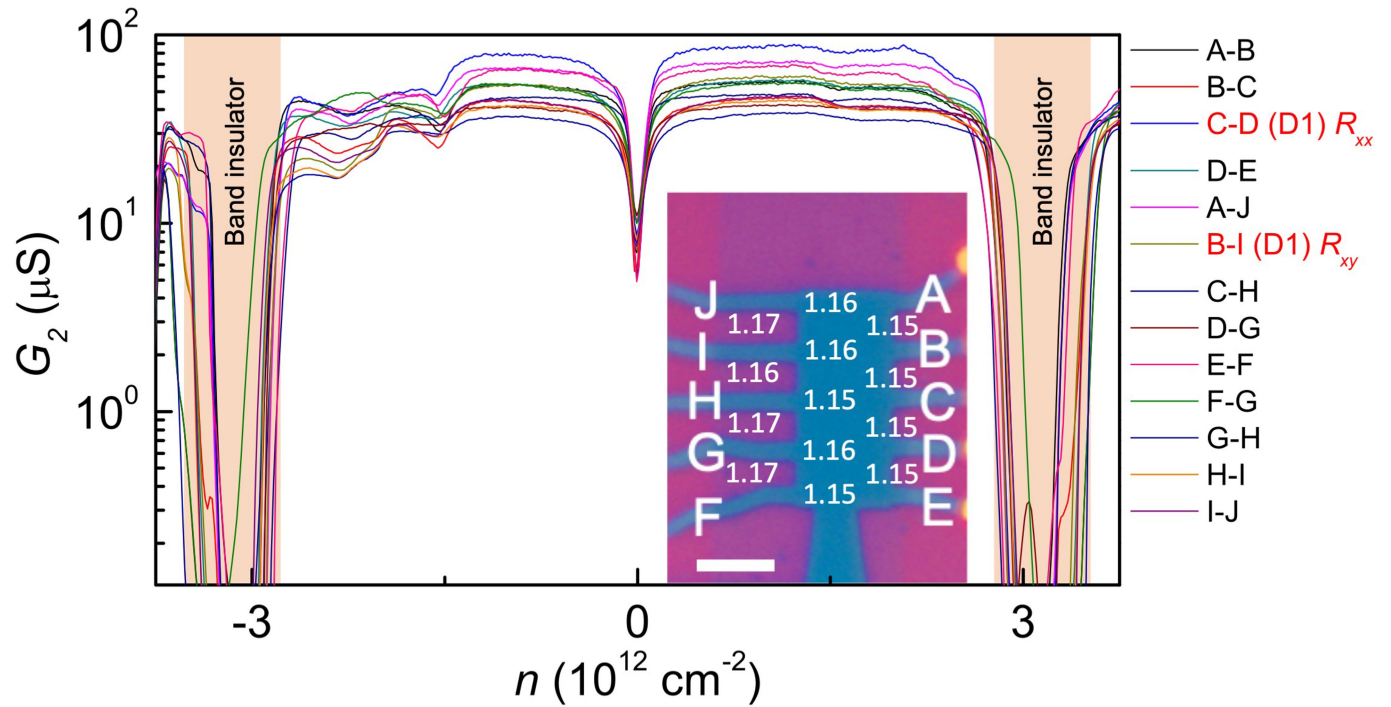 10²
10¹
10⁰
G₂ (μS)
Band insulator
Band insulator
-3
0
3
n (10¹² cm⁻²)
J
1.16
A
1.17
1.15
I
1.16
B
1.16
1.15
H
1.15
C
1.17
1.15
G
1.16
D
1.17
1.15
F
1.15
E
A-B
B-C
C-D (D1) Rₓₓ
D-E
A-J
B-I (D1) Rₓᵧ
C-H
D-G
E-F
F-G
G-H
H-I
I-J